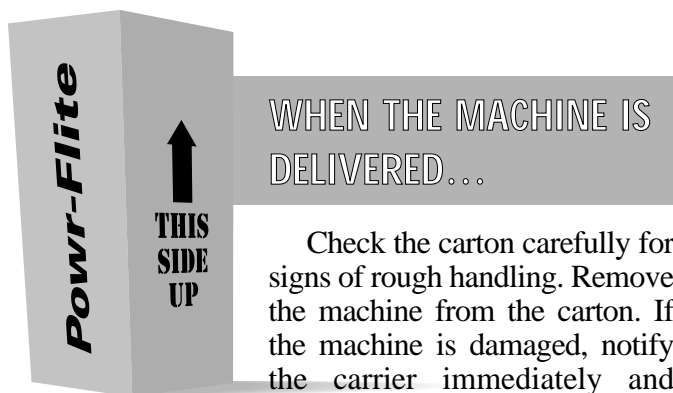 Powr-Flite
THIS
SIDE
UP
WHEN THE MACHINE IS
DELIVERED...
Check the carton carefully for
signs of rough handling. Remove
the machine from the carton. If
the machine is damaged, notify
the carrier immediately and